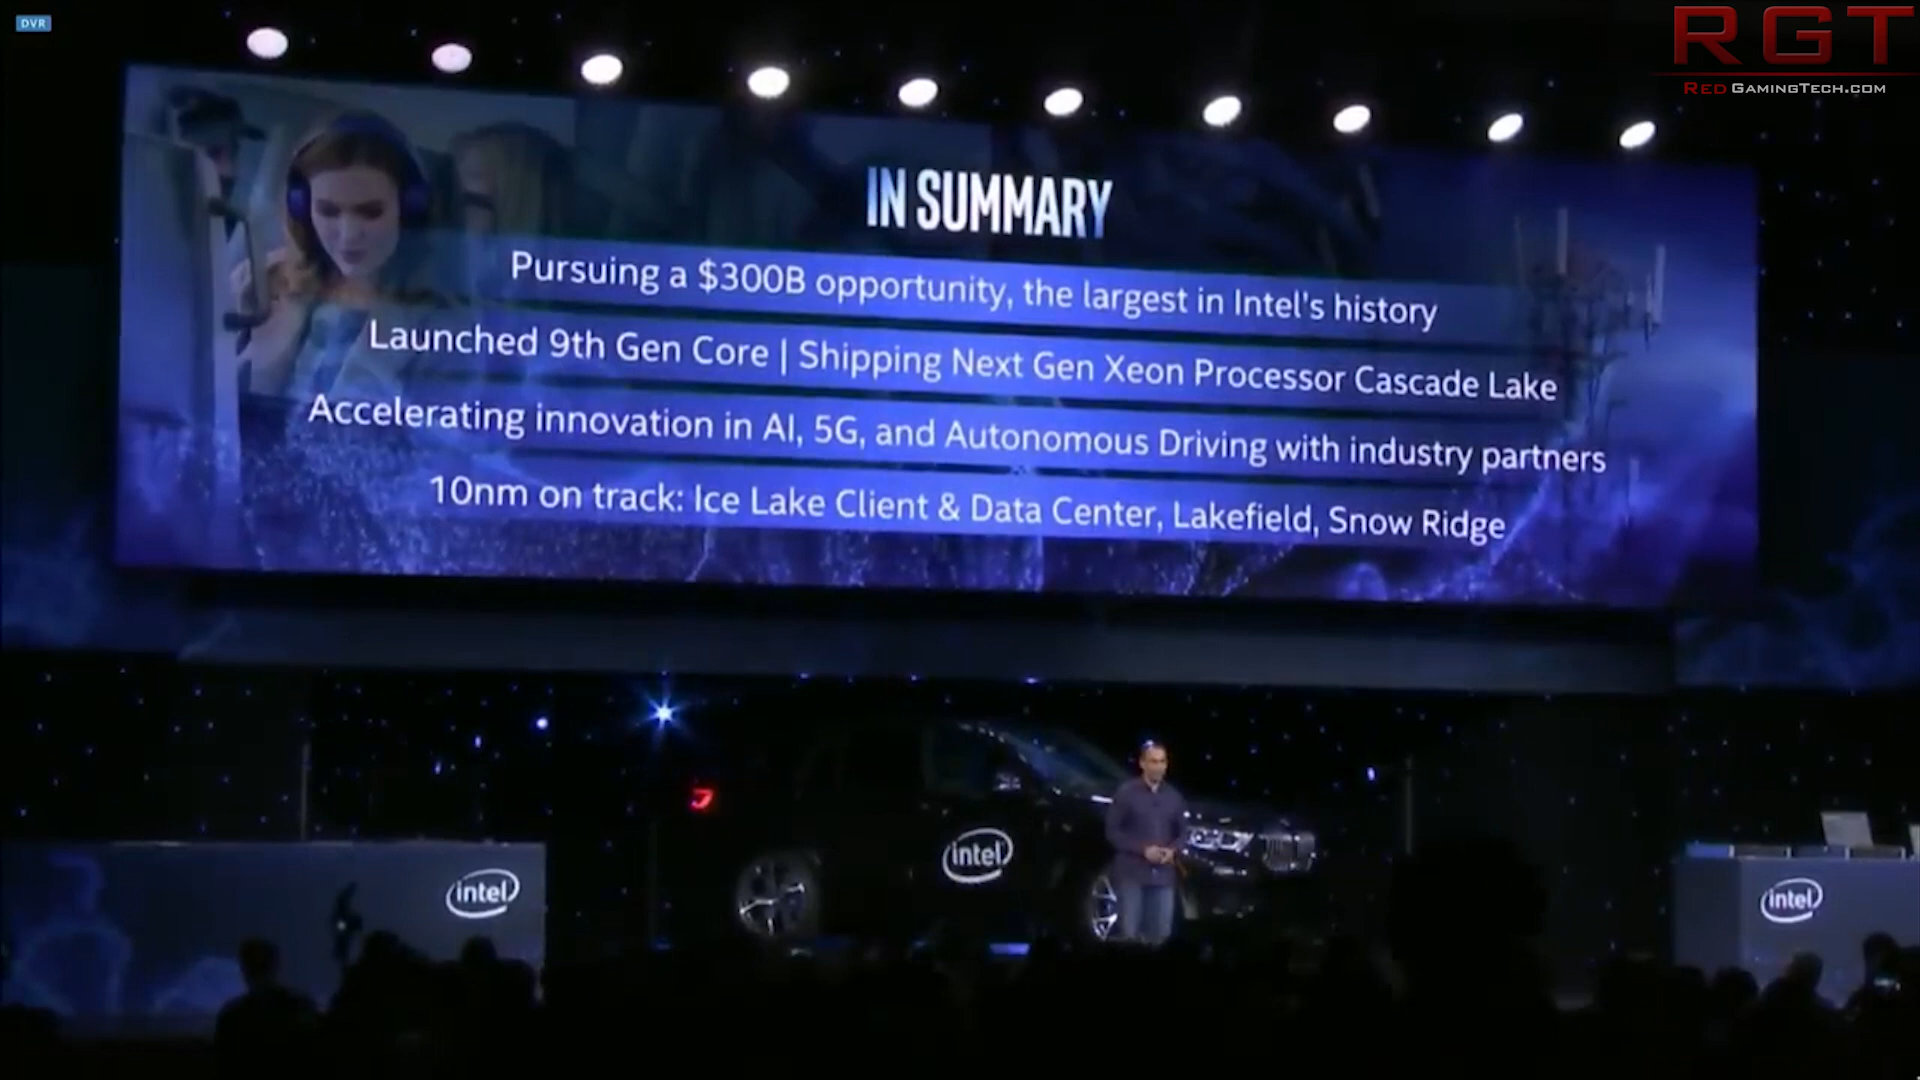 DVR
RGT
RED GAMINGTECH.COM
IN SUMMARY
Pursuing a $300B opportunity, the largest in Intel's history
Launched 9th Gen Core | Shipping Next Gen Xeon Processor Cascade Lake
Accelerating innovation in AI, 5G, and Autonomous Driving with industry partners
10nm on track: Ice Lake Client & Data Center, Lakefield, Snow Ridge
intel
intel
intel